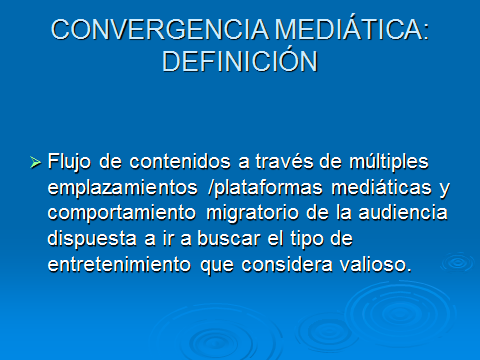 CONVERGENCIA MEDIÁTICA:
DEFINICIÓN
Flujo de contenidos a través de múltiples
emplazamientos /plataformas mediáticas y
comportamiento migratorio de la audiencia
dispuesta a ir a buscar el tipo de
entretenimiento que considera valioso.